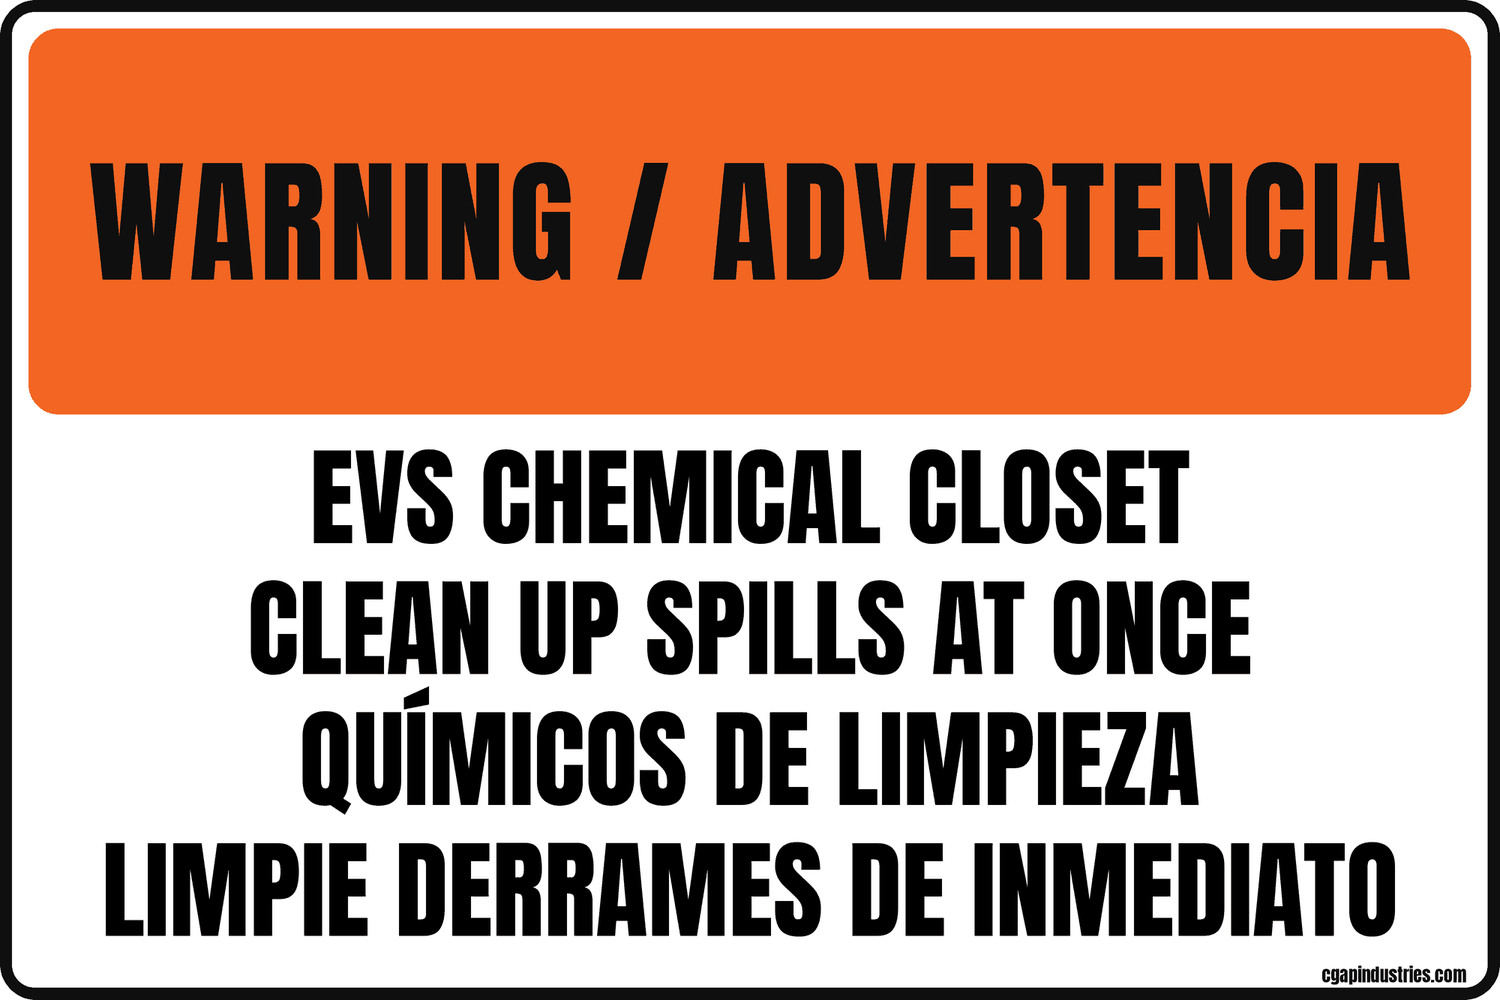 WARNING / ADVERTENCIA
EVS CHEMICAL CLOSET
CLEAN UP SPILLS AT ONCE
QUÍMICOS DE LIMPIEZA
LIMPIE DERRAMES DE INMEDIATO
cgapindustries.com